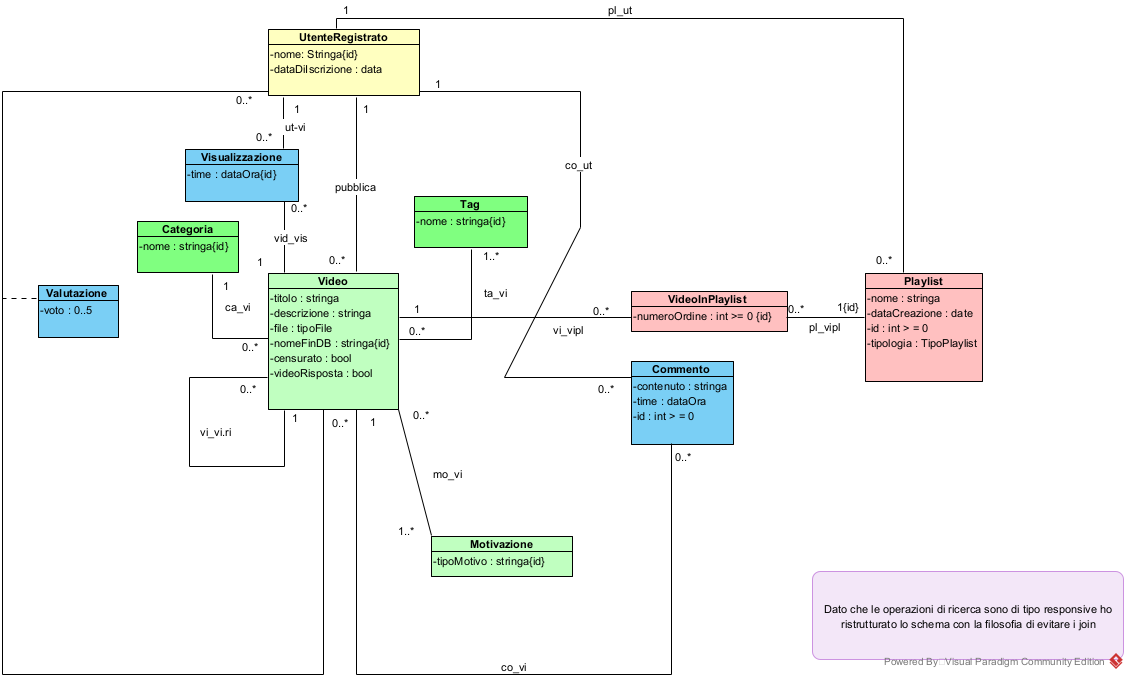 1
pl_ut
UtenteRegistrato
-nome: Stringa{id}
-dataDiIscrizione : data
1
0..*
1
1
ut-vi
0..*
Visualizzazione
-time : dataOra{id}
co_ut
pubblica
Tag
-nome : stringa{id}
0..*
Categoria
-nome : stringa{id}
vid_vis
1..*
1
0..*
0..*
Video
-titolo : stringa
-descrizione : stringa
-file : tipoFile
-nomeFinDB : stringa{id}
-censurato : bool
-videoRisposta : bool
Playlist
-nome : stringa
-dataCreazione : date
-id : int > = 0
-tipologia : TipoPlaylist
1
ca_vi
0..*
Valutazione
-voto : 0..5
ta_vi
1
0..*
0..*
VideoInPlaylist
-numeroOrdine : int >= 0 {id}
0..*
1{id}
pl_vipl
vi_vipl
Commento
-contenuto : stringa
-time : dataOra
-id : int > = 0
0..*
0..*
vi_vi.ri
1
0..*
1
0..*
0..*
mo_vi
1..*
Motivazione
-tipoMotivo : stringa{id}
Dato che le operazioni di ricerca sono di tipo responsive ho
ristrutturato lo schema con la filosofia di evitare i join
co_vi
Powered By Visual Paradigm Community Edition